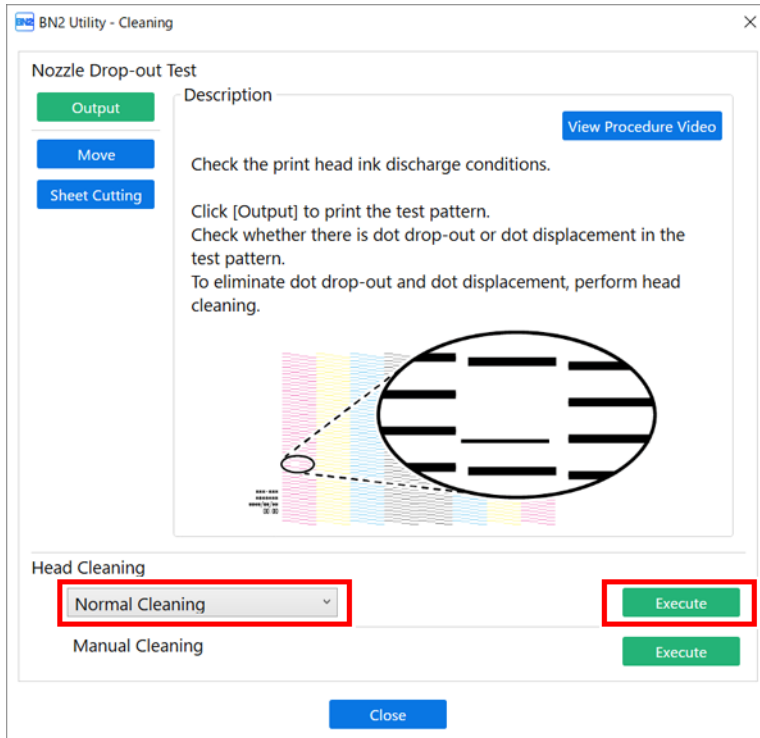 BN2 Utility - Cleaning
Nozzle Drop-out Test
Output
Move
Sheet Cutting
Description
View Procedure Video
Check the print head ink discharge conditions.
Click [Output] to print the test pattern.
Check whether there is dot drop-out or dot displacement in the
test pattern.
To eliminate dot drop-out and dot displacement, perform head
cleaning.
Head Cleaning
Normal Cleaning
Execute
Manual Cleaning
Execute
Close